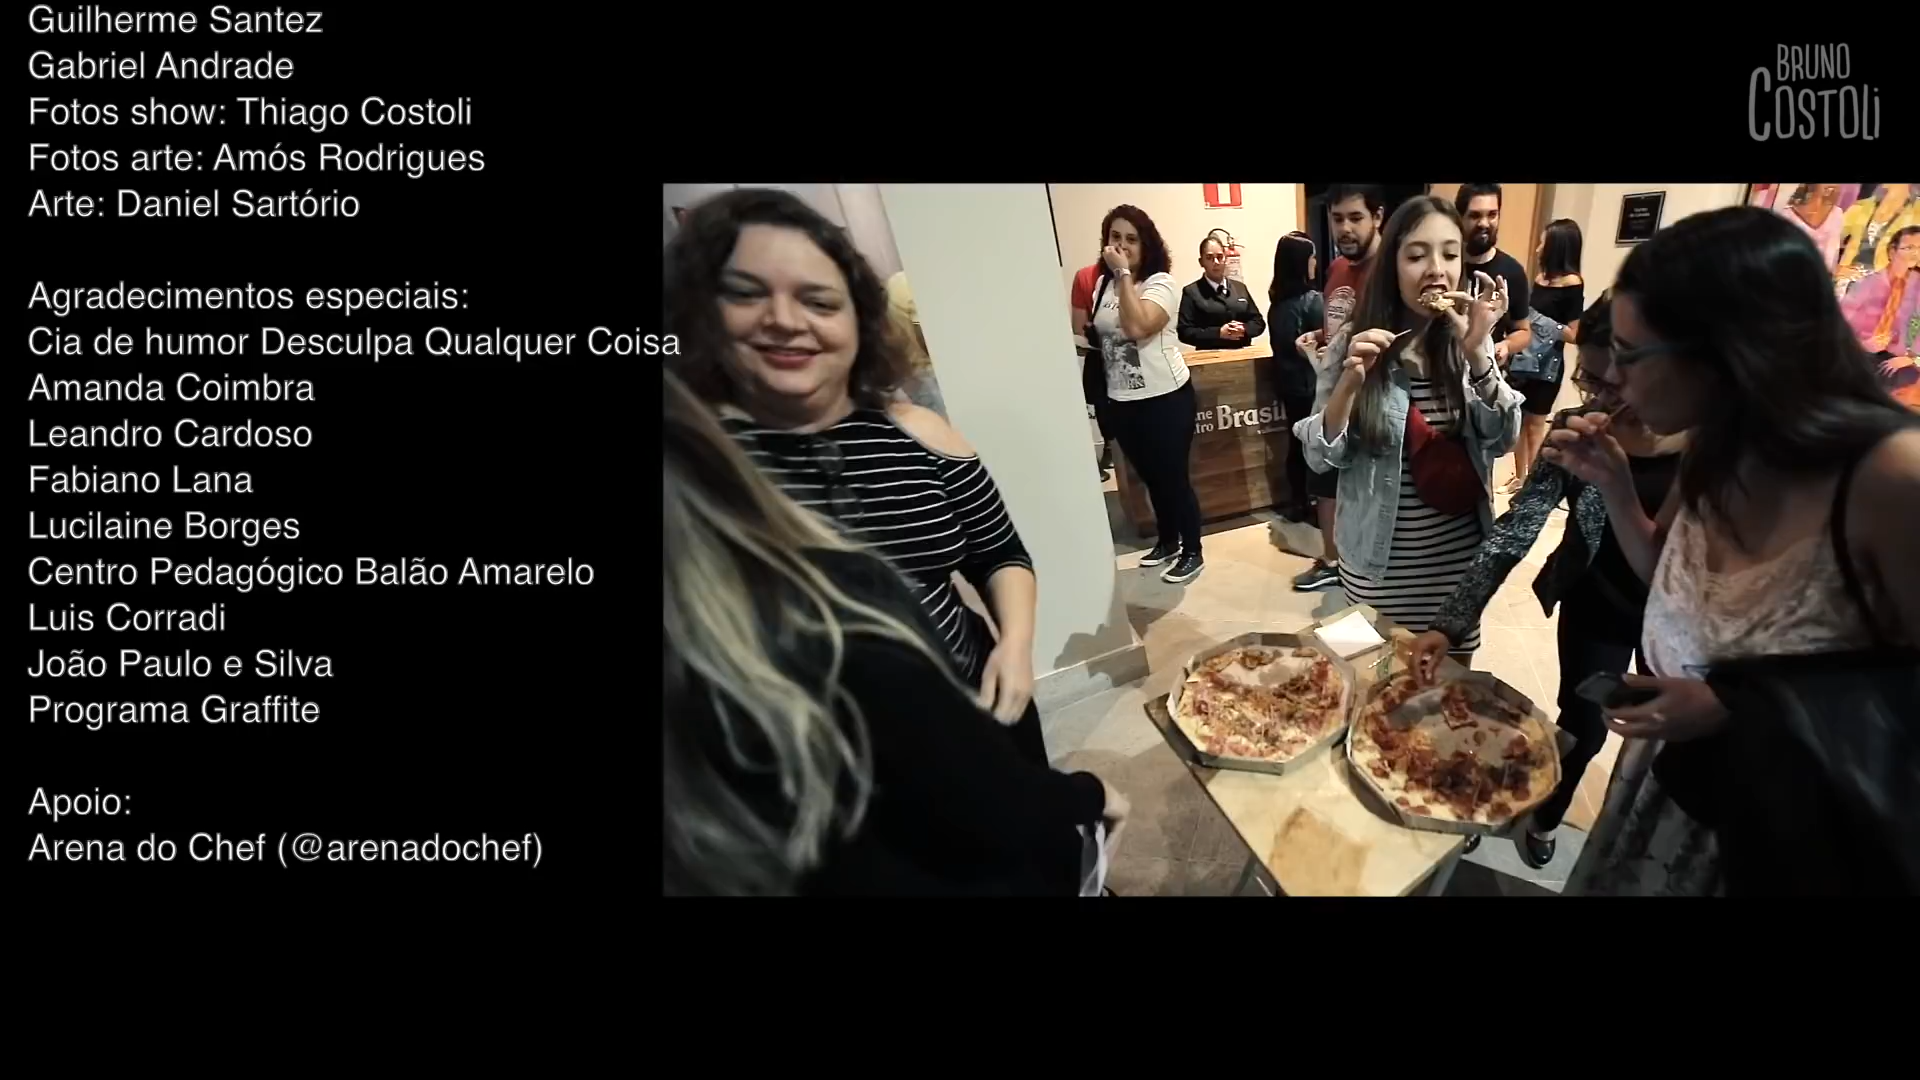 Guilherme Santez
Gabriel Andrade
Fotos show: Thiago Costoli
Fotos arte: Amós Rodrigues
Arte: Daniel Sartório
Agradecimentos especiais:
Cia de humor Desculpa Qualquer Coisa
Amanda Coimbra
Leandro Cardoso
Fabiano Lana
Lucilaine Borges
Centro Pedagógico Balão Amarelo
Luis Corradi
João Paulo e Silva
Programa Graffite
Apoio:
Arena do Chef (@arenadochef)
BRUNO
COSTOLI
Brasil